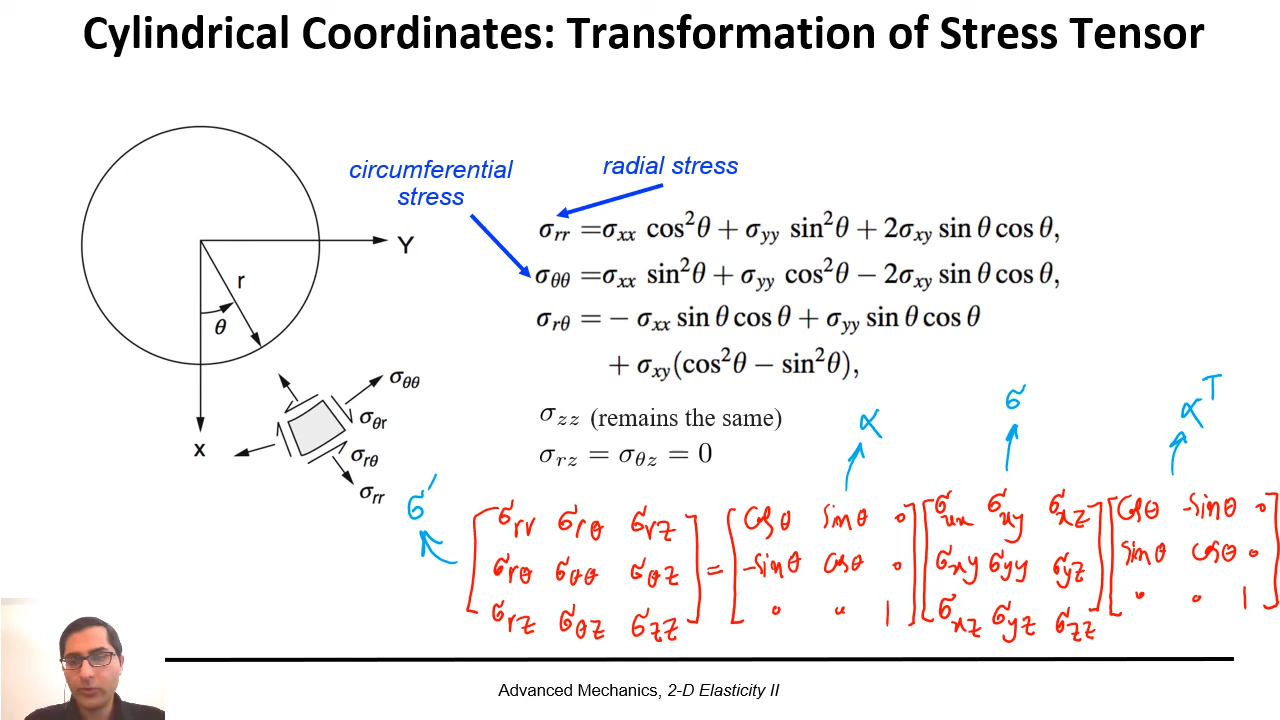 Cylindrical Coordinates: Transformation of Stress Tensor
circumferential stress
radial stress
σrr =σxx cos²θ + σyy sin²θ + 2σxy sin θ cos θ,
σθθ =σxx sin²θ + σyy cos²θ − 2σxy sin θ cos θ,
σrθ = − σxx sin θ cos θ + σyy sin θ cos θ
+ σxy(cos²θ − sin²θ),
σzz (remains the same)
σrz = σθz = 0
Y
r
θ
X
σθθ
σθr
σrθ
σrr
α
σ
αᵀ
σ′
[σrr σrθ σrz] = [cosθ sinθ 0] [σxx σxy σxz] [cosθ -sinθ 0]
[σrθ σθθ σθz] [-sinθ cosθ 0] [σxy σyy σyz] [sinθ cosθ 0]
[σrz σθz σzz] [0 0 1] [σxz σyz σzz] [0 0 1]
Advanced Mechanics, 2-D Elasticity II